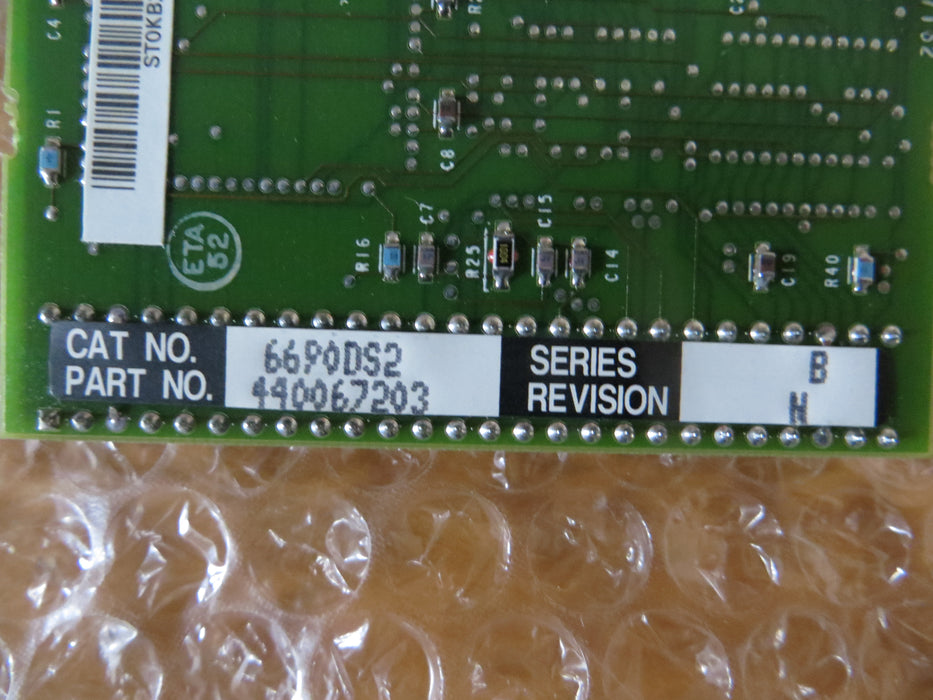 C4
STOKB
R1
C8
ETA
52
R16
C7
R25
C15
C14
C19
R40
CAT NO. 6690DS2
PART NO. 440067203
SERIES B
REVISION